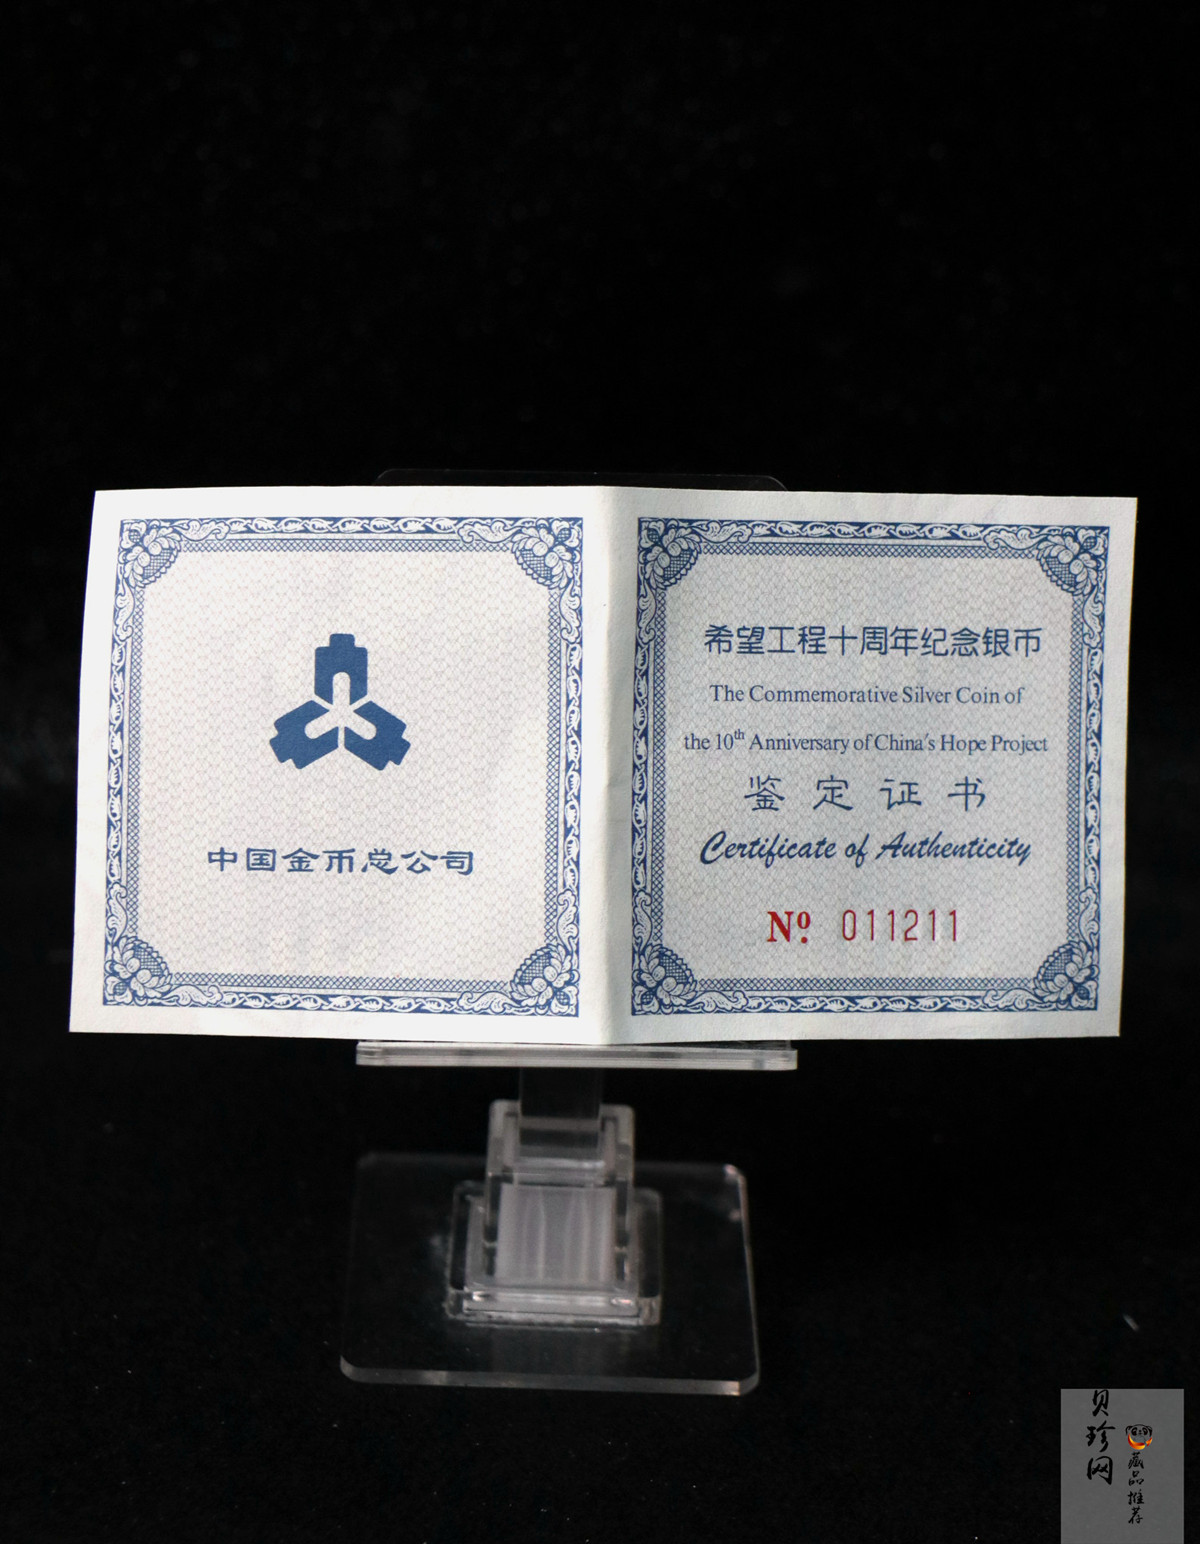 中国金币总公司
希望工程十周年纪念银币
The Commemorative Silver Coin of
the 10th Anniversary of China's Hope Project
鉴定证书
Certificate of Authenticity
Nº. 011211
贝珍网
藏品推荐